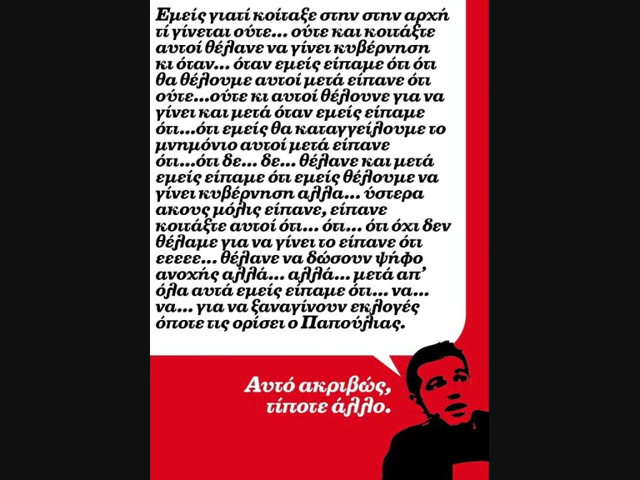 Εμείς γιατί κοίταξε στην στην αρχή
τί γίνεται ούτε... ούτε και κοιτάξτε
αυτοί θέλανε να γίνει κυβέρνηση
κι όταν... όταν εμείς είπαμε ότι ότι
θα θέλουμε αυτοί μετά είπανε ότι
ούτε...ούτε κι αυτοί θέλουνε για να
γίνει και μετά όταν εμείς είπαμε
ότι...ότι εμείς θα καταγγείλουμε το
μνημόνιο αυτοί μετά είπανε
ότι...ότι δε... δε... θέλανε και μετά
εμείς είπαμε ότι εμείς θέλουμε να
γίνει κυβέρνηση αλλα... ύστερα
ακους μόλις είπανε, είπανε
κοιτάξτε αυτοί ότι... ότι... ότι όχι δεν
θέλαμε για να γίνει το είπανε ότι
εεεεε... θέλανε να δώσουν ψήφο
ανοχής αλλά... αλλά... μετά απ'
όλα αυτά εμείς είπαμε ότι... να...
να... για να ξαναγίνουν εκλογές
όποτε τις ορίσει ο Παπούλιας.
Αυτό ακριβώς,
τίποτε άλλο.